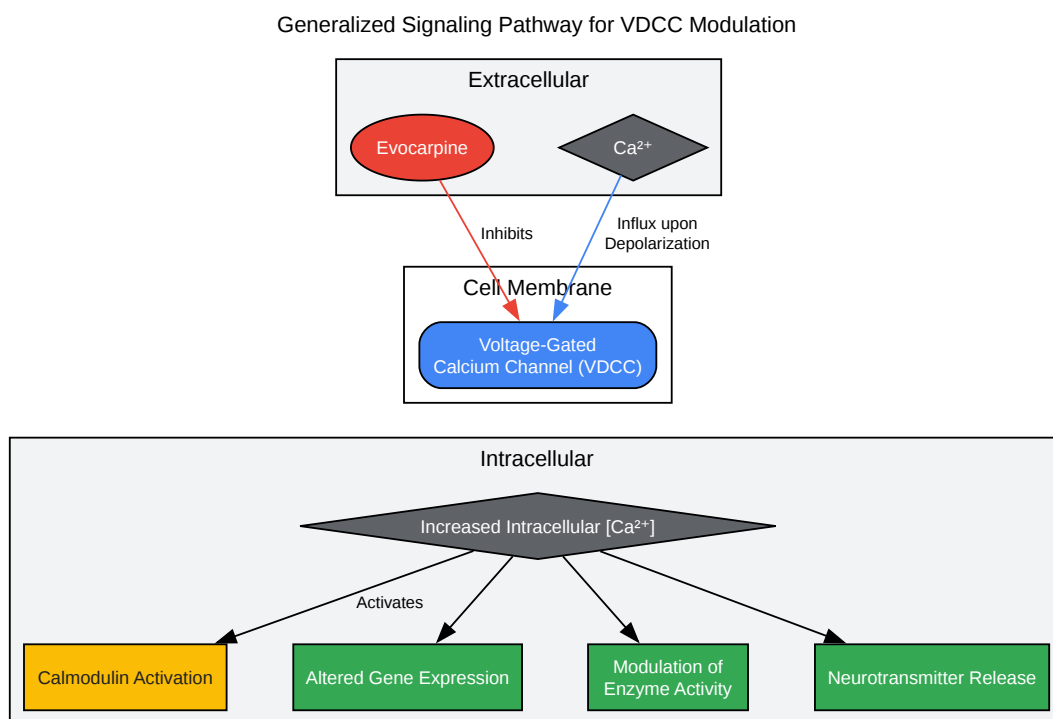 Generalized Signaling Pathway for VDCC Modulation
Extracellular
Evocarpine
Ca²⁺
Inhibits
Influx upon
Depolarization
Cell Membrane
Voltage-Gated
Calcium Channel (VDCC)
Intracellular
Increased Intracellular [Ca²⁺]
Activates
Calmodulin Activation
Altered Gene Expression
Modulation of
Enzyme Activity
Neurotransmitter Release